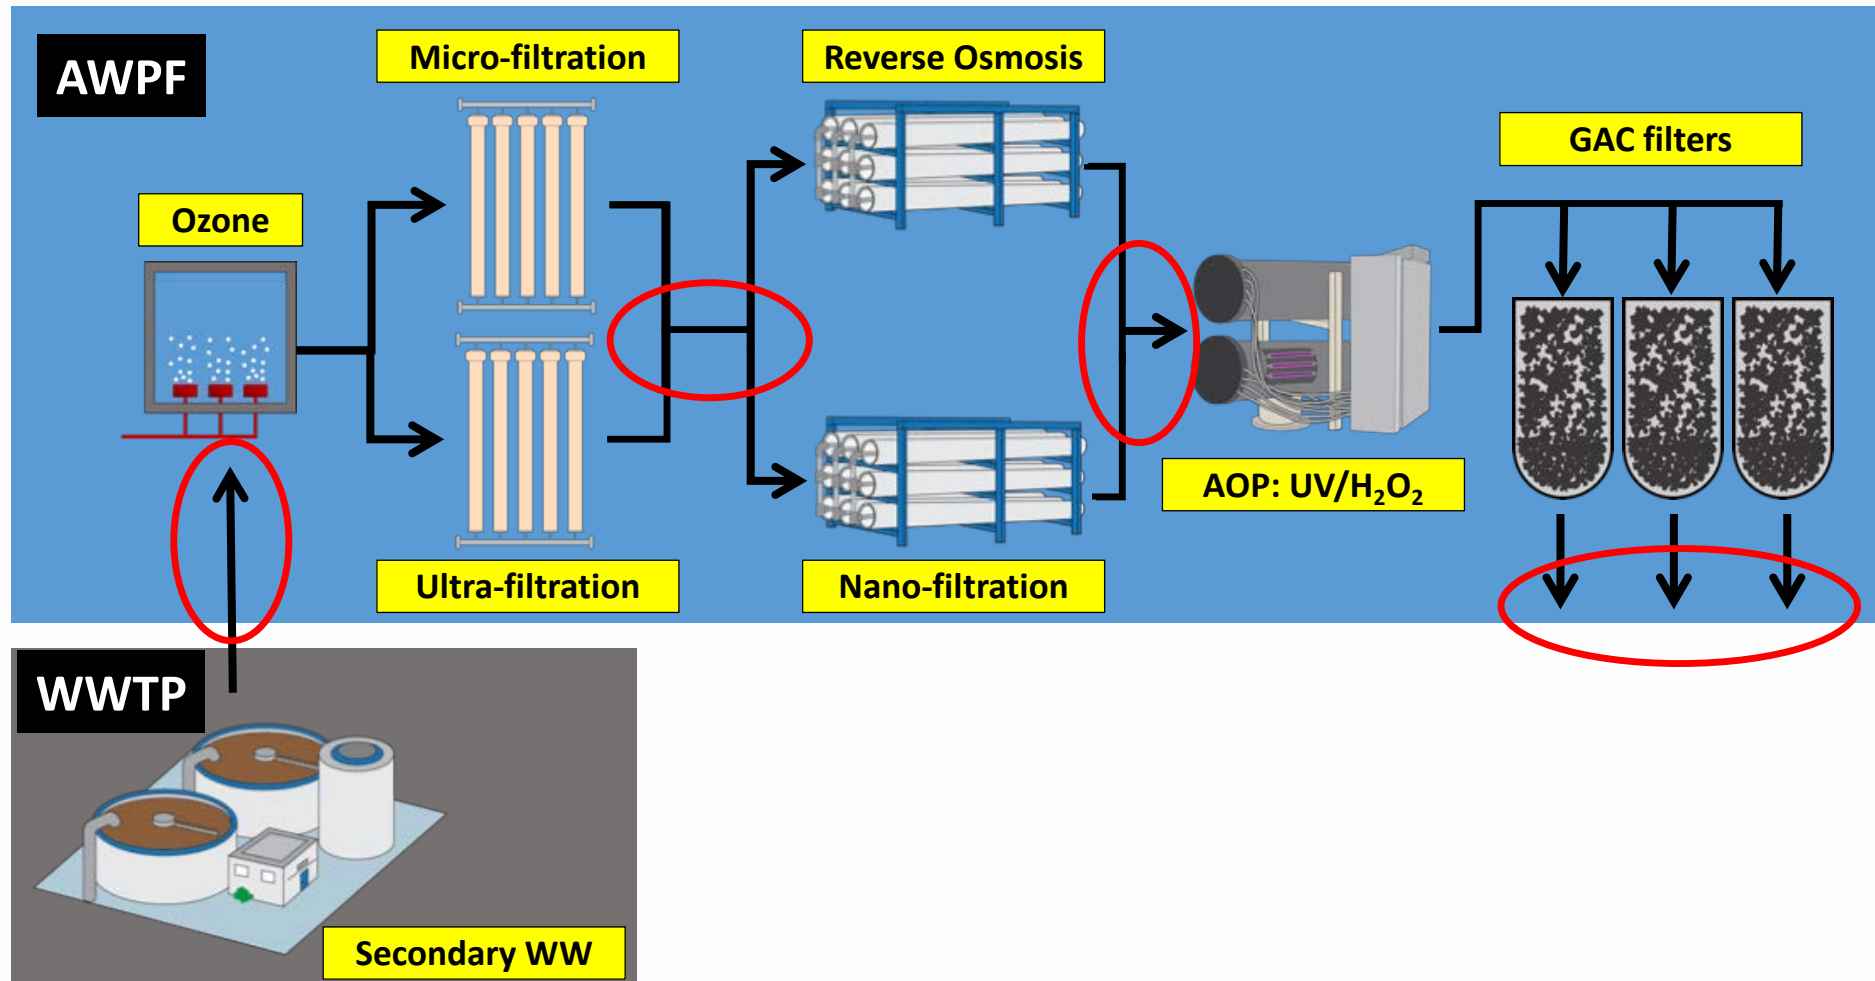 AWPF
Micro-filtration
Reverse Osmosis
GAC filters
Ozone
AOP: UV/H₂O₂
Ultra-filtration
Nano-filtration
WWTP
Secondary WW